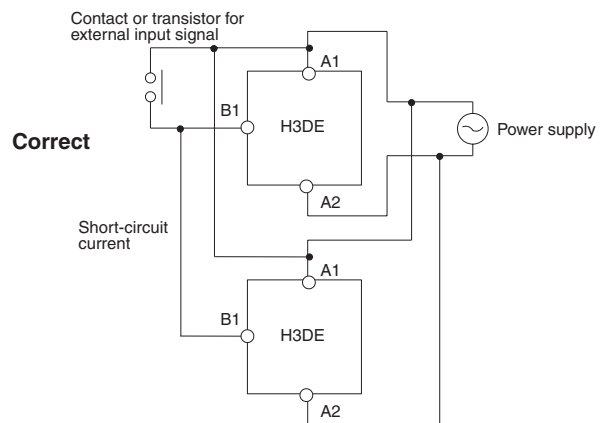 Contact or transistor for
external input signal
A1
B1
H3DE
Power supply
Correct
A2
Short-circuit
current
A1
B1
H3DE
A2